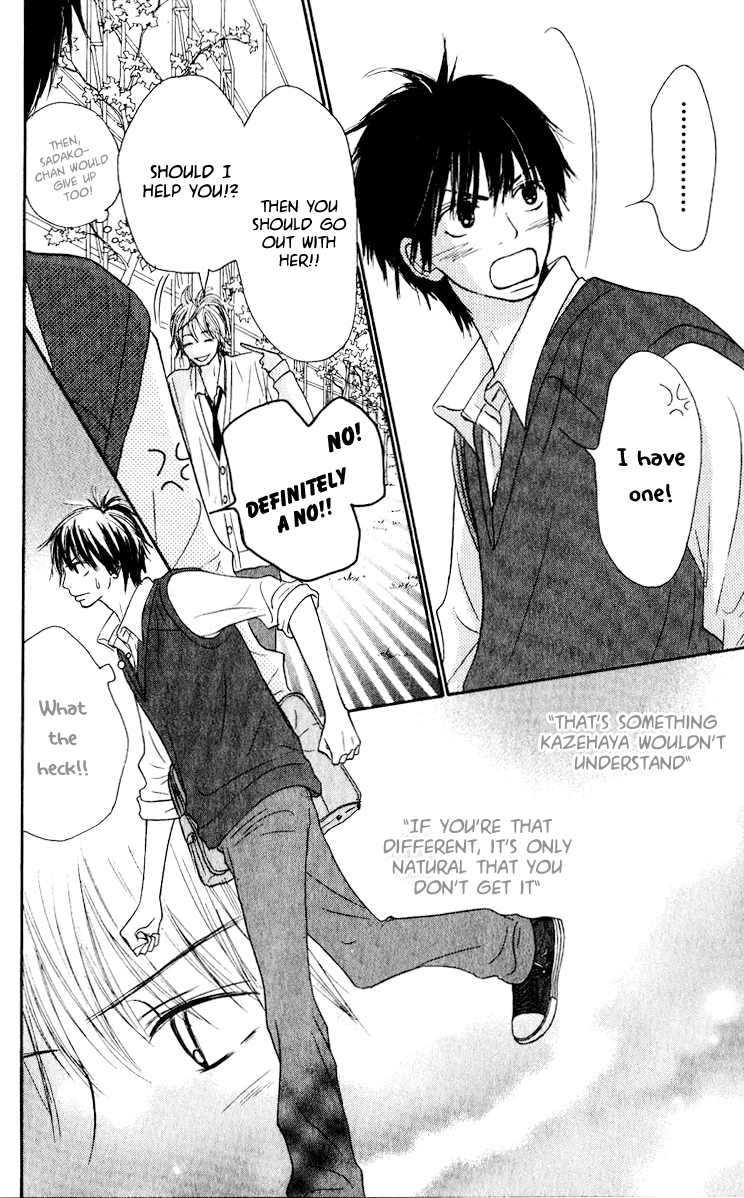 .........
I have
one!
THEN YOU
SHOULD GO
OUT WITH
HER!!
SHOULD I
HELP YOU!?
THEN,
SADAKO-
CHAN WOULD
GIVE UP
TOO!
NO!
DEFINITELY
A NO!!
"THAT'S SOMETHING
KAZEHAYA WOULDN'T
UNDERSTAND"
"IF YOU'RE THAT
DIFFERENT, IT'S ONLY
NATURAL THAT YOU
DON'T GET IT"
What
the
heck!!